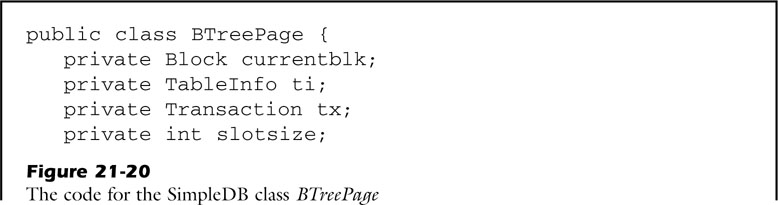 public class BTreePage {
private Block currentblk;
private TableInfo ti;
private Transaction tx;
private int slotsize;
Figure 21-20
The code for the SimpleDB class BTreePage